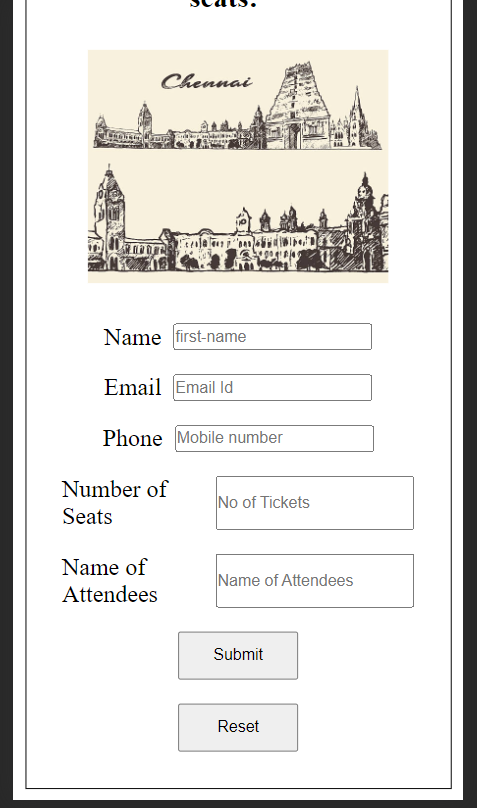 seats?
Chennai
Name first-name
Email Email Id
Phone Mobile number
Number of
Seats
No of Tickets
Name of
Attendees
Name of Attendees
Submit
Reset